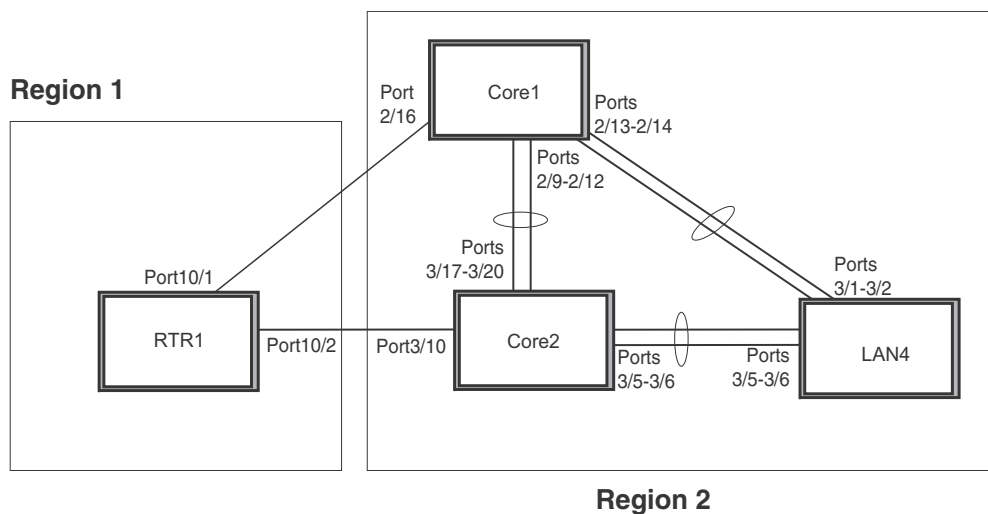 Region 1
Port
2/16
Core1
Ports
2/13-2/14
Ports
2/9-2/12
Ports
3/17-3/20
Port10/1
Ports
3/1-3/2
RTR1
Port10/2
Port3/10
Core2
Ports
3/5-3/6
Ports
3/5-3/6
LAN4
Region 2